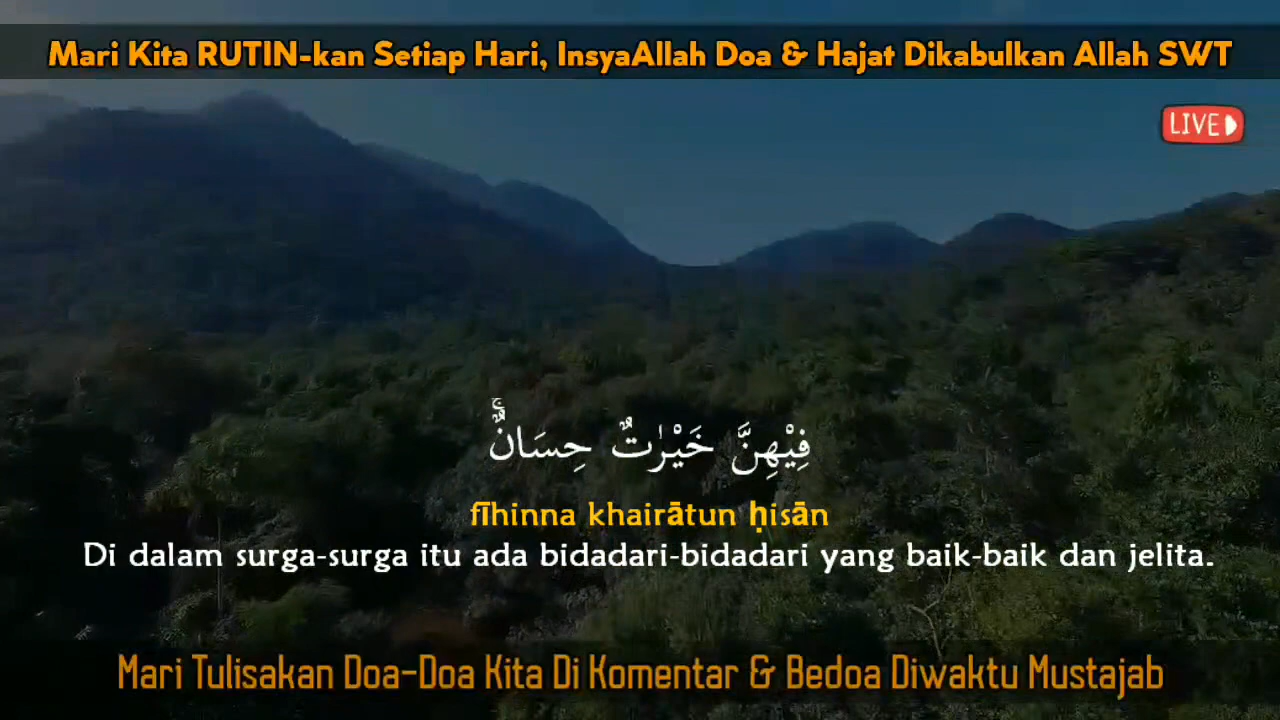 Mari Kita RUTIN-kan Setiap Hari, InsyaAllah Doa & Hajat Dikabulkan Allah SWT
LIVE
فِيْهِنَّ خَيْرٰتٌ حِسَانٌۚ
fīhinna khairātun ḥisān
Di dalam surga-surga itu ada bidadari-bidadari yang baik-baik dan jelita.
Mari Tulisakan Doa-Doa Kita Di Komentar & Bedoa Diwaktu Mustajab